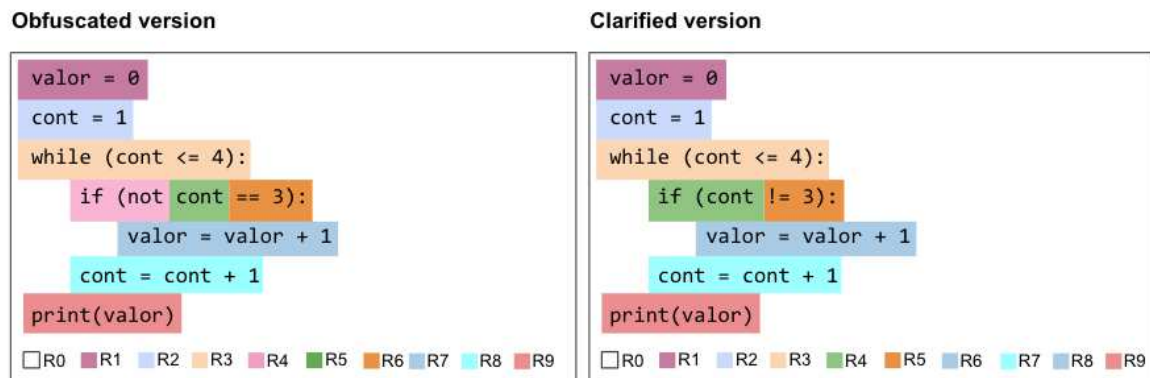 Obfuscated version
valor = 0
cont = 1
while (cont <= 4):
if (not cont == 3):
valor = valor + 1
cont = cont + 1
print(valor)
R0 R1 R2 R3 R4 R5 R6 R7 R8 R9
Clarified version
valor = 0
cont = 1
while (cont <= 4):
if (cont != 3):
valor = valor + 1
cont = cont + 1
print(valor)
R0 R1 R2 R3 R4 R5 R6 R7 R8 R9